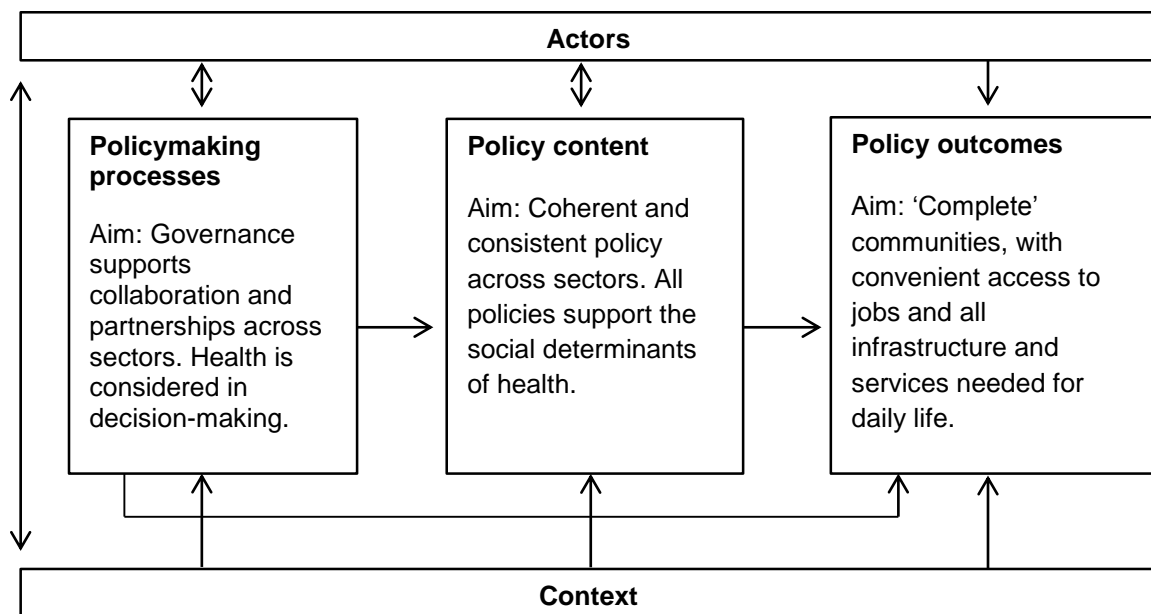 Actors
Policymaking
processes
Aim: Governance
supports
collaboration and
partnerships across
sectors. Health is
considered in
decision-making.
Policy content
Aim: Coherent and
consistent policy
across sectors. All
policies support the
social determinants
of health.
Policy outcomes
Aim: ‘Complete’
communities, with
convenient access to
jobs and all
infrastructure and
services needed for
daily life.
Context